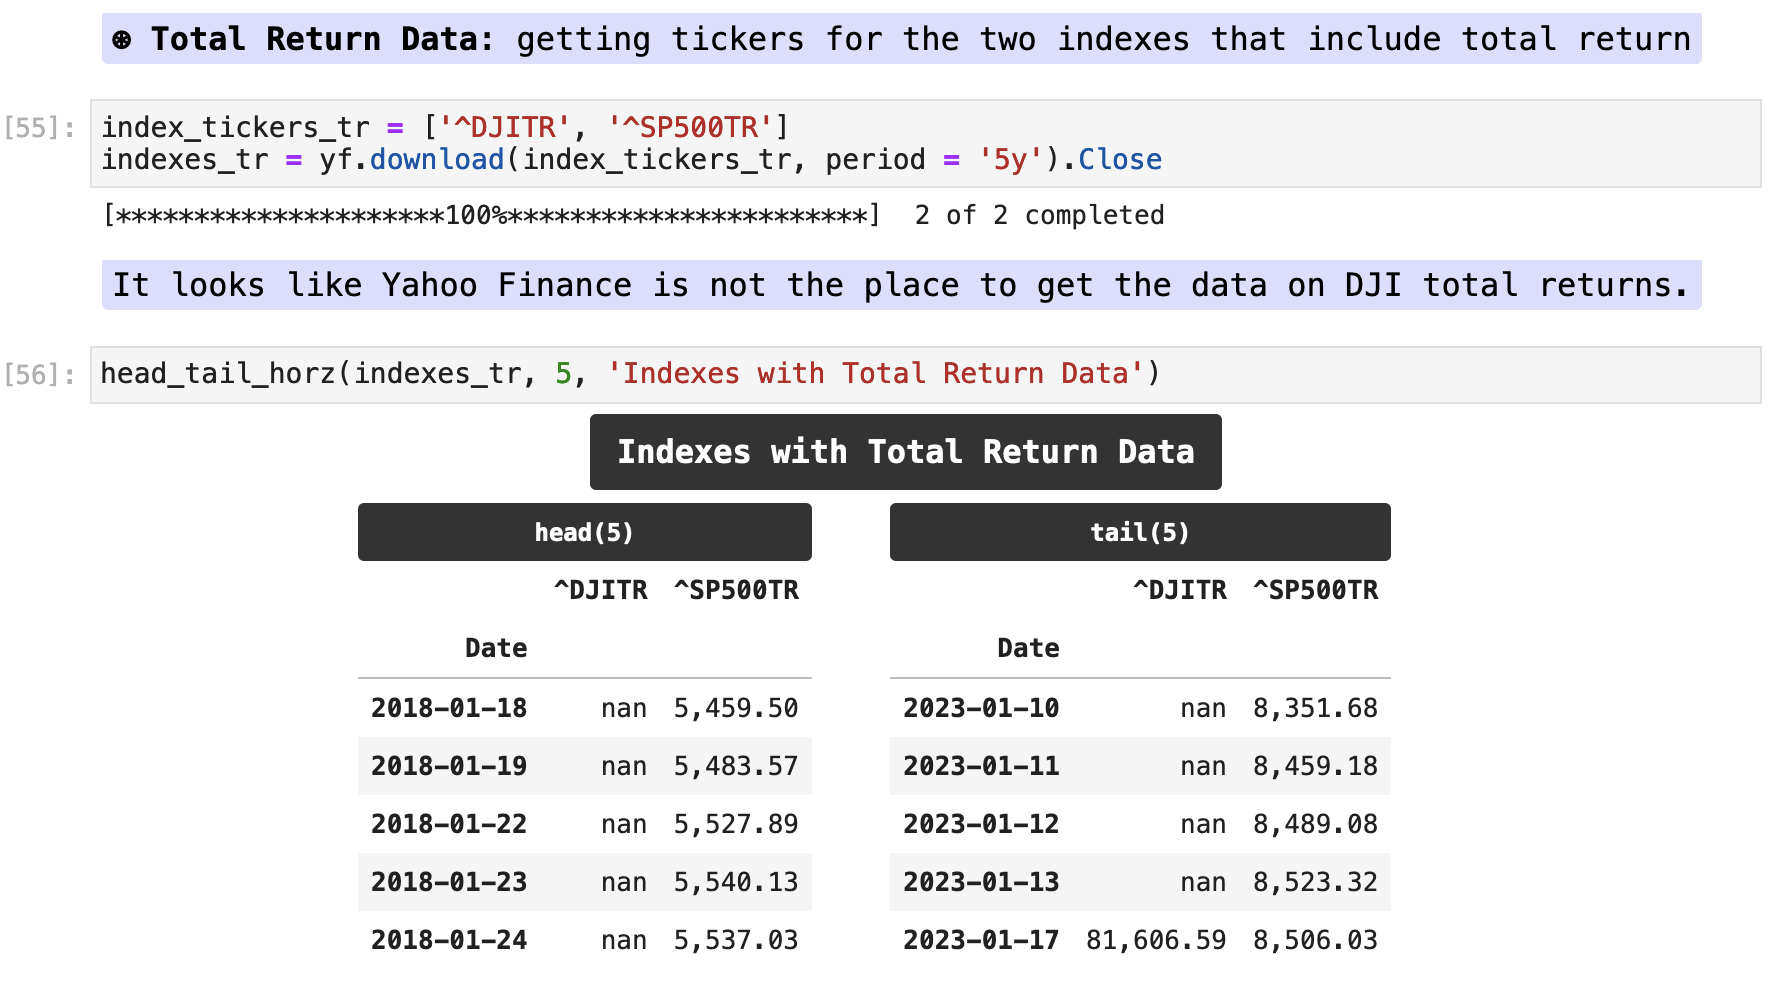 ⊛ Total Return Data: getting tickers for the two indexes that include total return
[55]: index_tickers_tr = ['^DJITR', '^SP500TR']
indexes_tr = yf.download(index_tickers_tr, period = '5y').Close
[*********************100%***********************]  2 of 2 completed
It looks like Yahoo Finance is not the place to get the data on DJI total returns.
[56]: head_tail_horz(indexes_tr, 5, 'Indexes with Total Return Data')
Indexes with Total Return Data
head(5)
^DJITR ^SP500TR
Date
2018-01-18 nan 5,459.50
2018-01-19 nan 5,483.57
2018-01-22 nan 5,527.89
2018-01-23 nan 5,540.13
2018-01-24 nan 5,537.03
tail(5)
^DJITR ^SP500TR
Date
2023-01-10 nan 8,351.68
2023-01-11 nan 8,459.18
2023-01-12 nan 8,489.08
2023-01-13 nan 8,523.32
2023-01-17 81,606.59 8,506.03